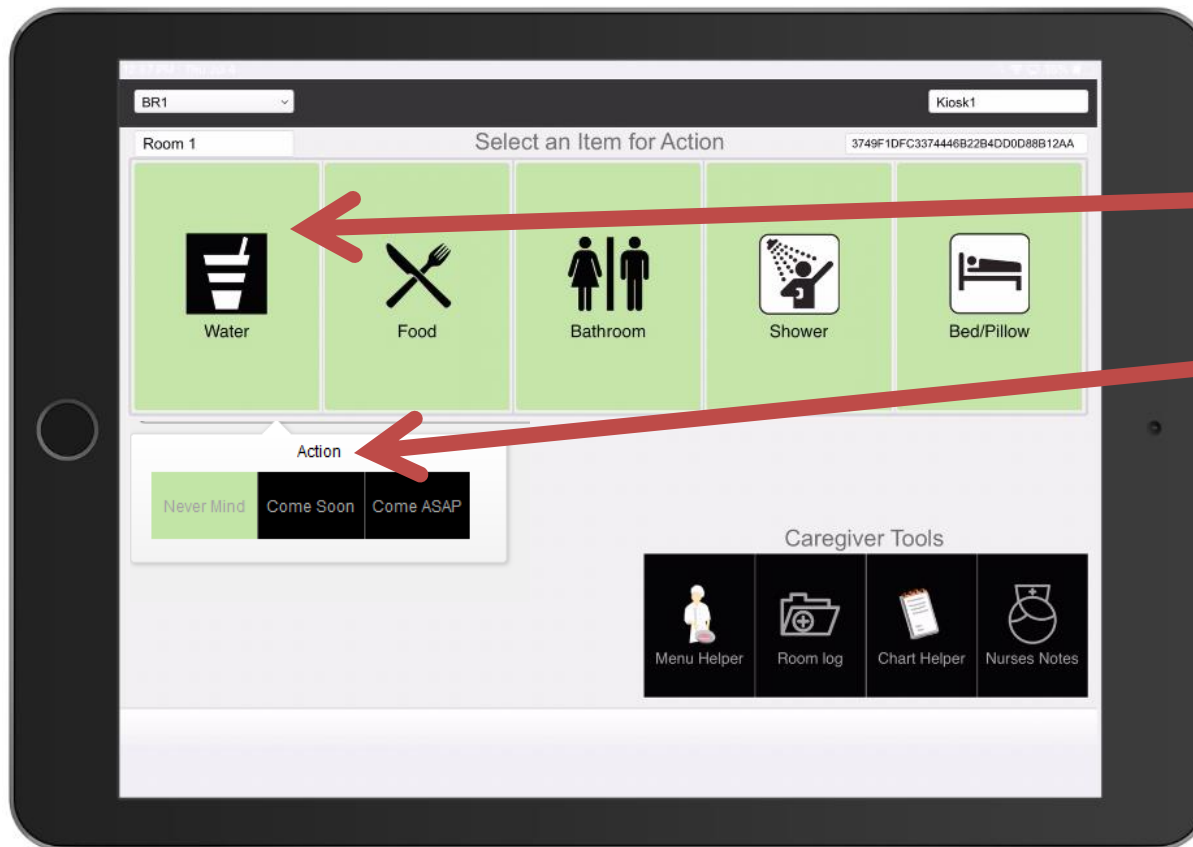 BR1
Kiosk1
Room 1
Select an Item for Action
3749F1DFC3374446B22B4DD0D88B12AA
Water
Food
Bathroom
Shower
Bed/Pillow
Action
Never Mind
Come Soon
Come ASAP
Caregiver Tools
Menu Helper
Room log
Chart Helper
Nurses Notes